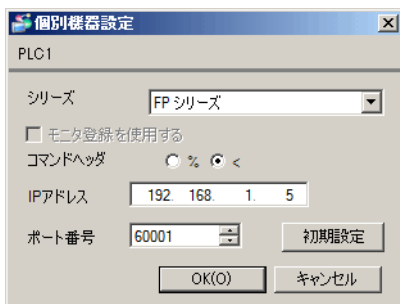 個別機器設定
PLC1
シリーズ FPシリーズ
モニタ登録を使用する
コマンドヘッダ % <
IPアドレス 192. 168. 1. 5
ポート番号 60001 初期設定
OK(O) キャンセル